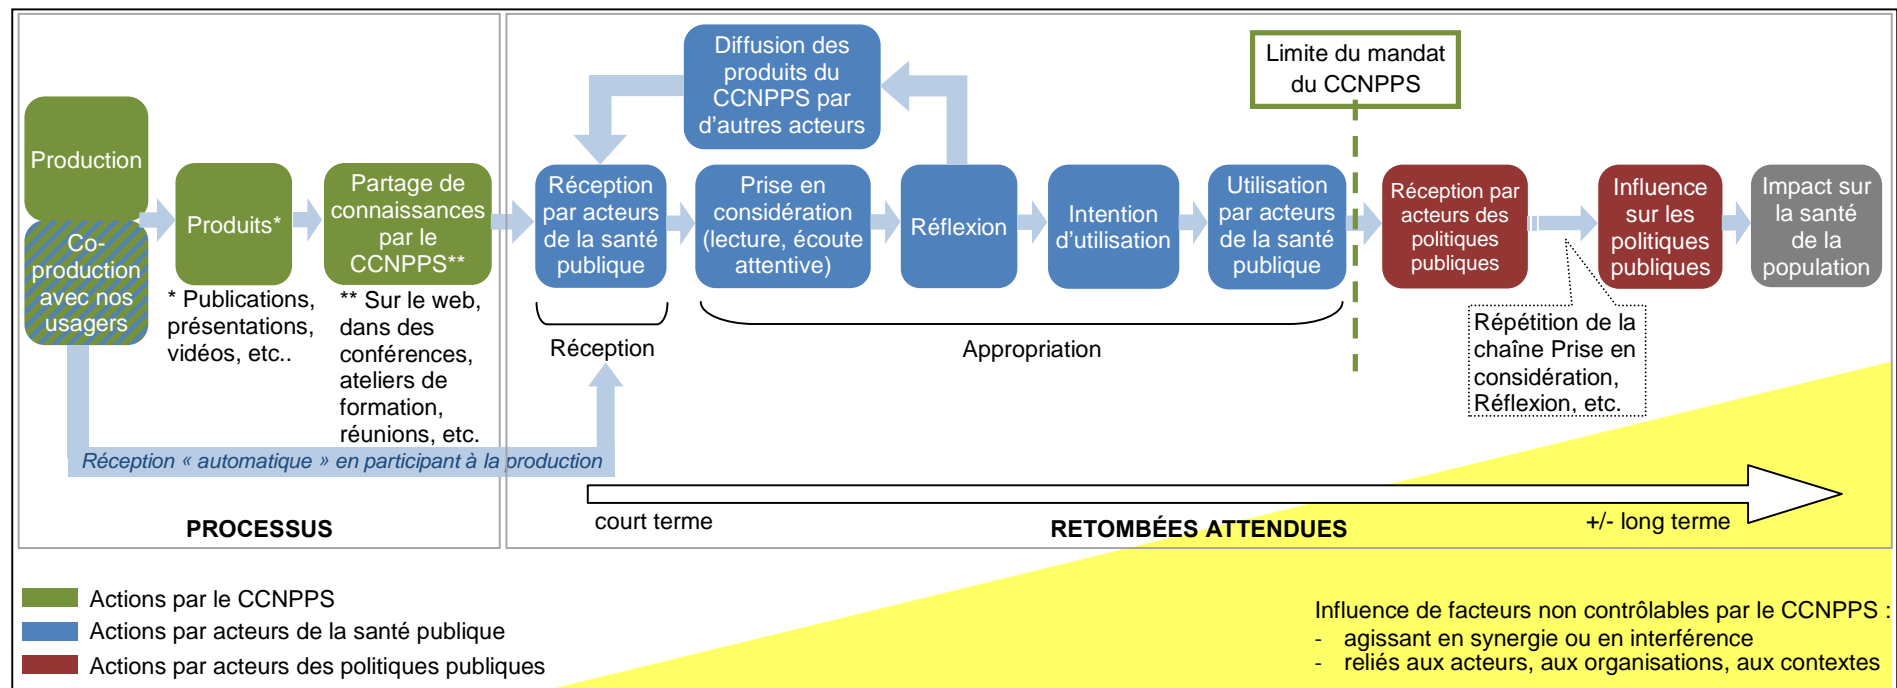 Production
Co-
production
avec nos
usagers
Produits*
* Publications,
présentations,
vidéos, etc..
Partage de
connaissances
par le
CCNPPS**
** Sur le web,
dans des
conférences,
ateliers de
formation,
réunions, etc.
Réception « automatique » en participant à la production
PROCESSUS
Diffusion des
produits du
CCNPPS par
d’autres acteurs
Réception
par acteurs
de la santé
publique
Prise en
considération
(lecture, écoute
attentive)
Réflexion
Intention
d’utilisation
Utilisation
par acteurs
de la santé
publique
Réception
Appropriation
Limite du mandat
du CCNPPS
Réception par
acteurs des
politiques
publiques
Influence
sur les
politiques
publiques
Impact sur
la santé
de la
population
Répétition de la
chaîne Prise en
considération,
Réflexion, etc.
court terme
RETOMBÉES ATTENDUES
+/- long terme
Actions par le CCNPPS
Actions par acteurs de la santé publique
Actions par acteurs des politiques publiques
Influence de facteurs non contrôlables par le CCNPPS :
- agissant en synergie ou en interférence
- reliés aux acteurs, aux organisations, aux contextes